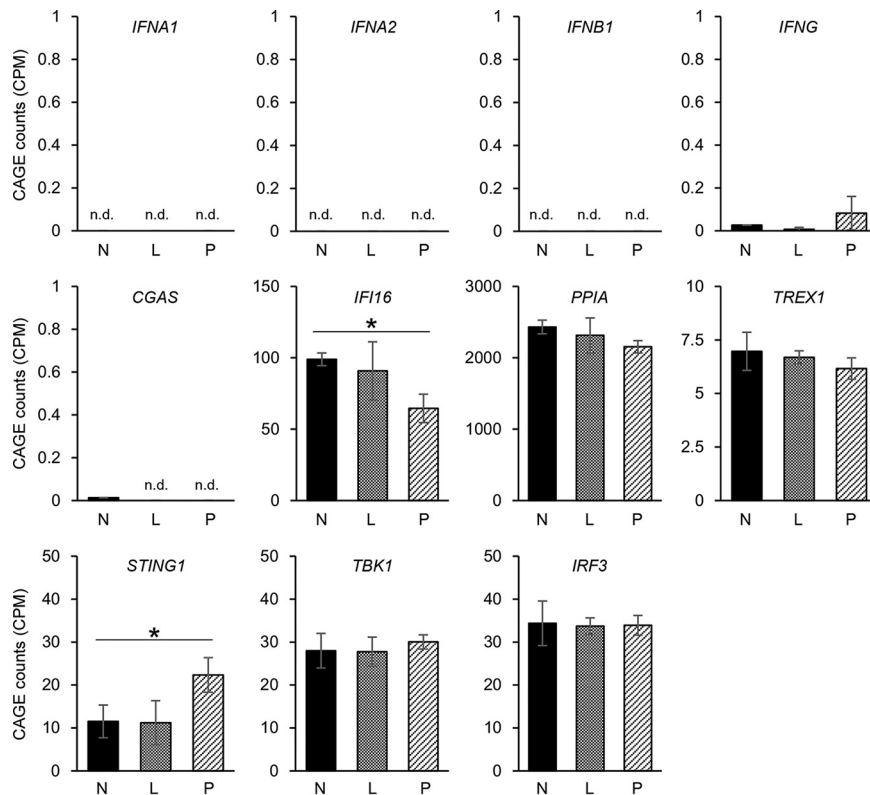 IFNA1 IFNA2 IFNB1 IFNG
CAGE counts (CPM)
1 1 1 1
0.8 0.8 0.8 0.8
0.6 0.6 0.6 0.6
0.4 0.4 0.4 0.4
0.2 0.2 0.2 0.2
n.d. n.d. n.d. n.d. n.d. n.d. n.d. n.d. n.d.
0 0 0 0
N L P N L P N L P N L P
CGAS IFI16 PPIA TREX1
CAGE counts (CPM)
1 150 3000 10
0.8 100 2000 7.5
0.6 50 1000 5
0.4 0 0 2.5
0.2 0
0
*
n.d. n.d.
N L P N L P N L P N L P
STING1 TBK1 IRF3
CAGE counts (CPM)
50 50 50
40 40 40
30 30 30
*
20 20 20
10 10 10
0 0 0
N L P N L P N L P